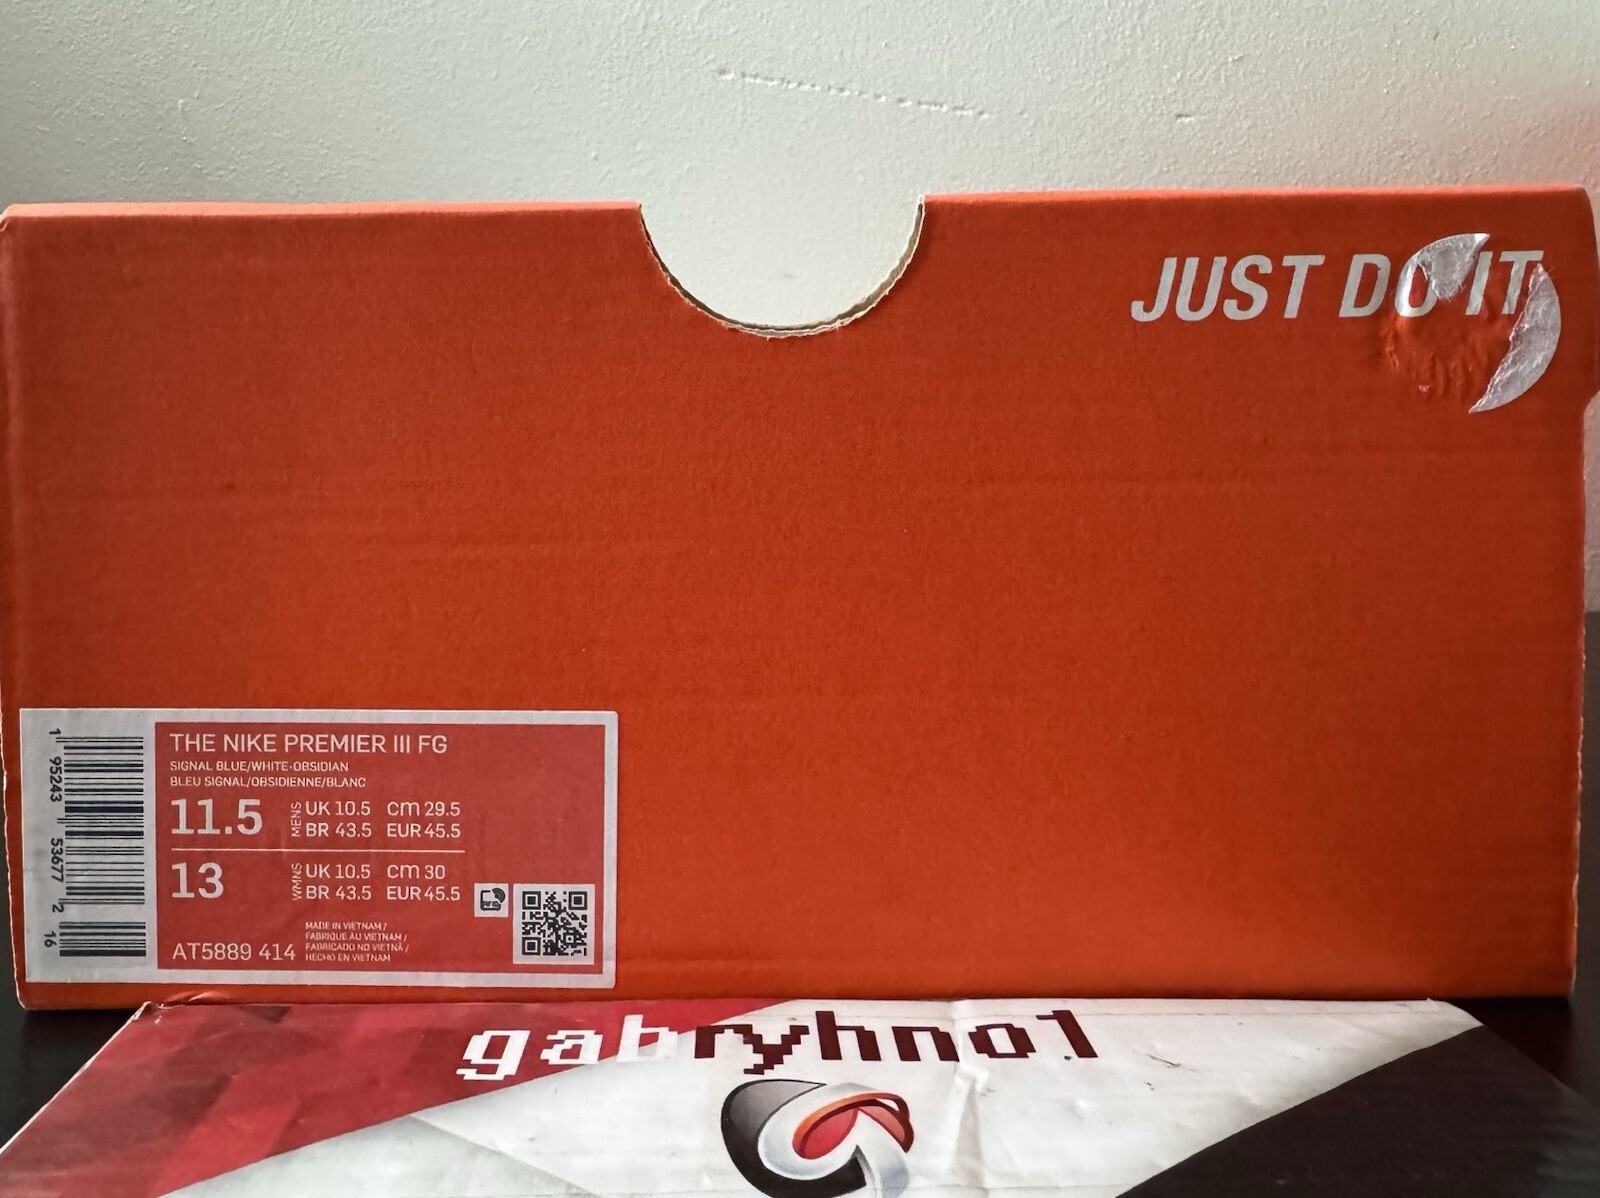 JUST DO IT
THE NIKE PREMIER III FG
SIGNAL BLUE/WHITE-OBSIDIAN
BLEU SIGNAL/OBSIDIENNE/BLANC
11.5 MENS UK 10.5 CM 29.5
BR 43.5 EUR 45.5
13 WMNS UK 10.5 CM 30
BR 43.5 EUR 45.5
MADE IN VIETNAM /
FABRIQUE AU VIETNAM /
FABRICADO NO VIETNÃ /
HECHO EN VIETNAM
AT5889 414
1 95243 53677 2 16
gabryhno1